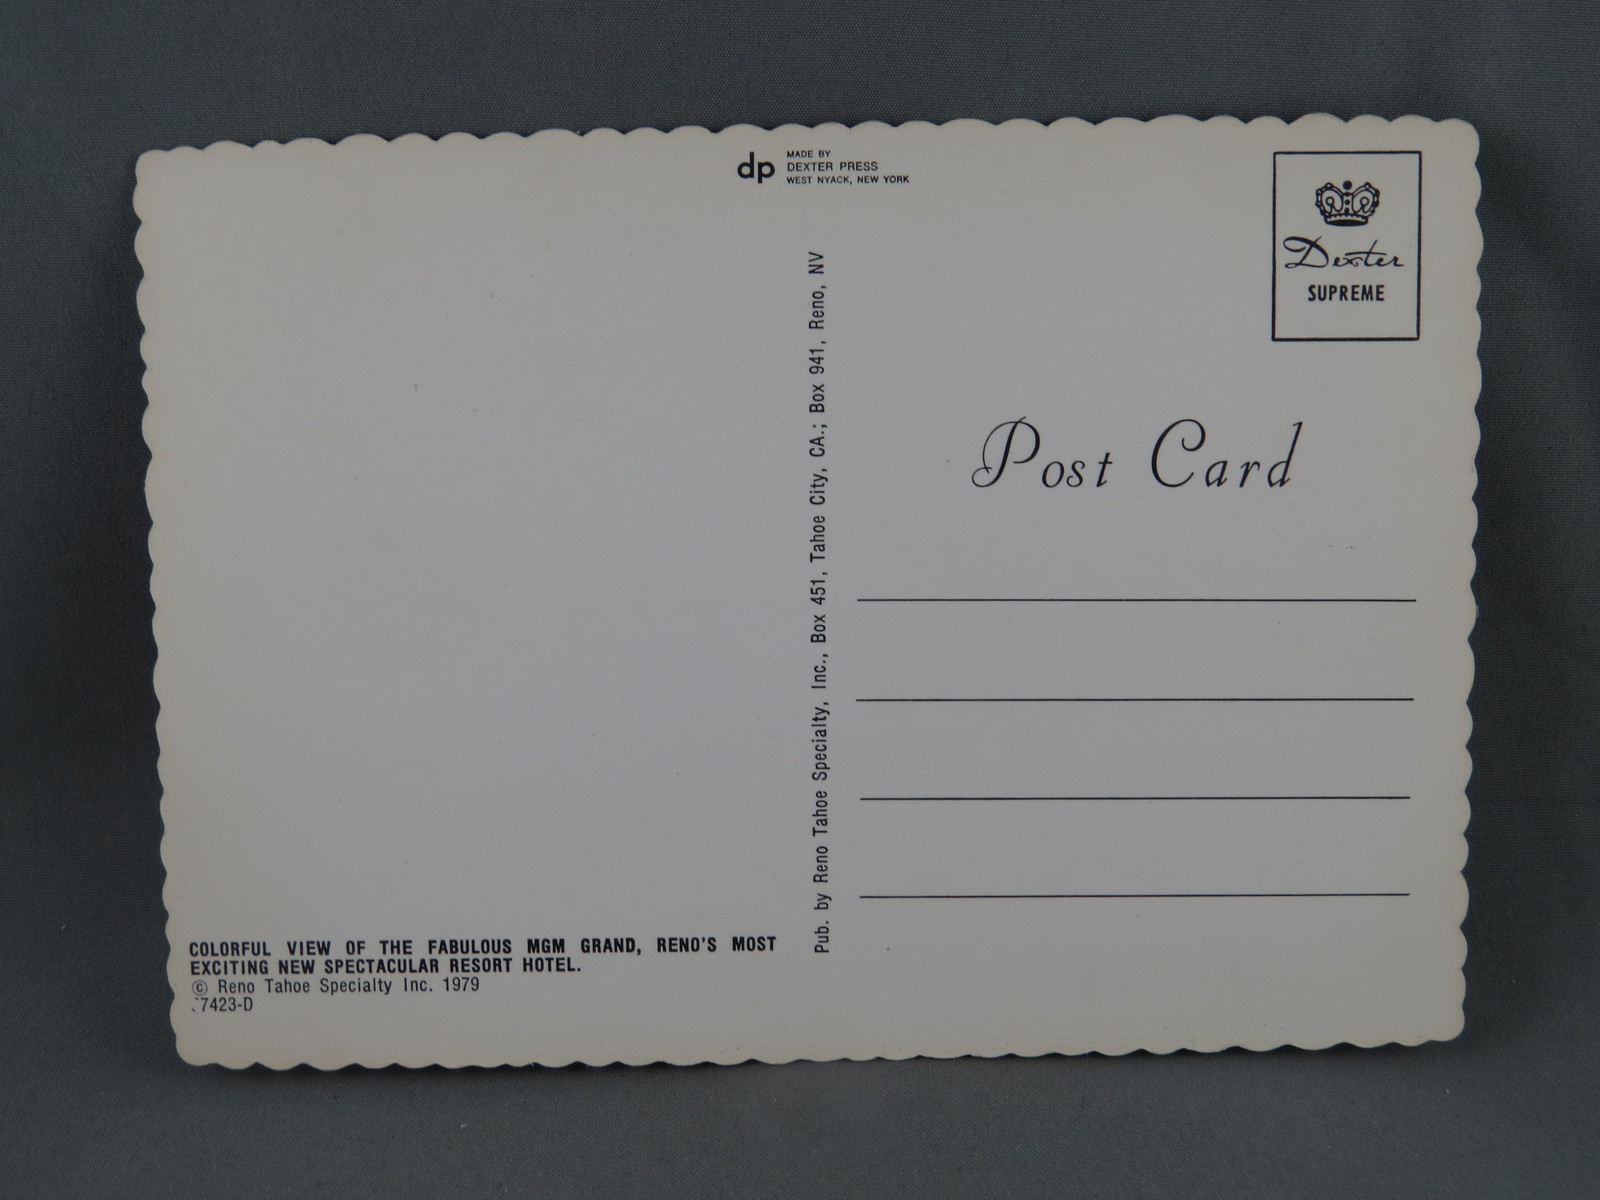 dp
MADE BY
DEXTER PRESS
WEST NYACK, NEW YORK
Dexter
SUPREME
Post Card
Pub. by Reno Tahoe Specialty, Inc., Box 451, Tahoe City, CA.; Box 941, Reno, NV
COLORFUL VIEW OF THE FABULOUS MGM GRAND, RENO'S MOST
EXCITING NEW SPECTACULAR RESORT HOTEL.
© Reno Tahoe Specialty Inc. 1979
7423-D